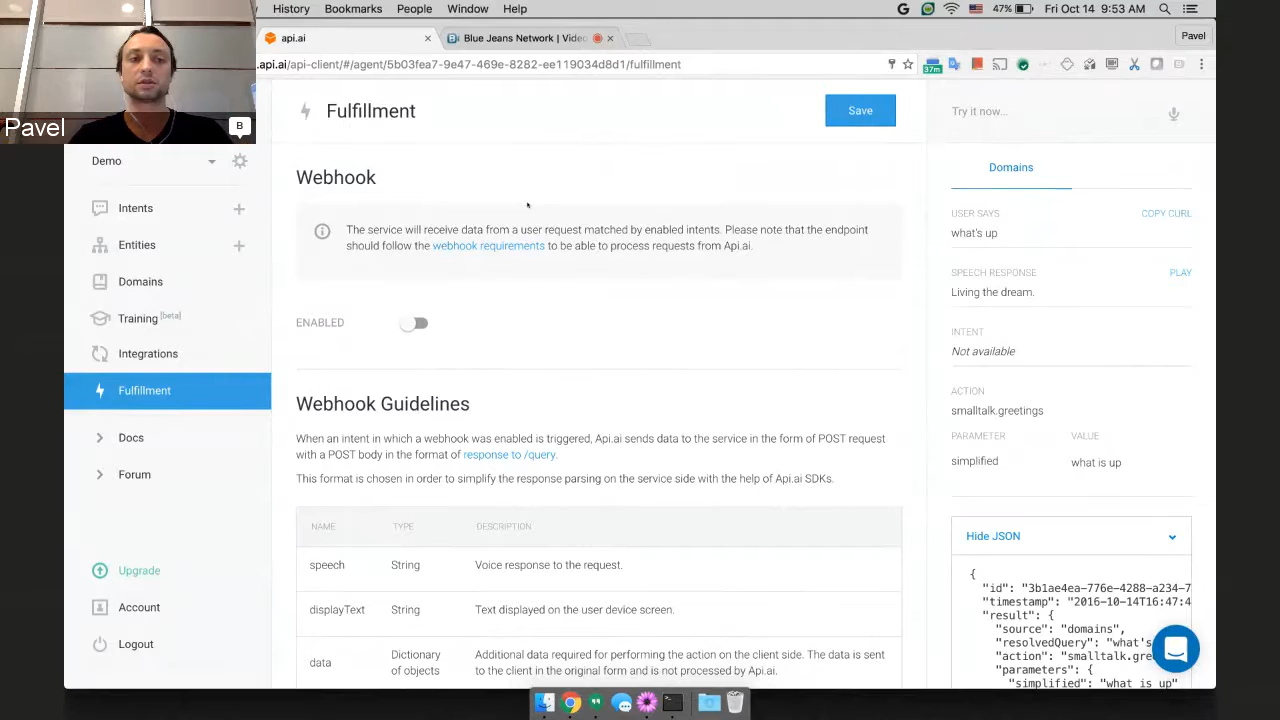 History Bookmarks People Window Help
47% Fri Oct 14 9:53 AM
api.ai
Blue Jeans Network | Video
Pavel
.api.ai/api-client/#/agent/5b03fea7-9e47-469e-8282-ee119034d8d1/fulfillment
37m
Pavel
B
Demo
Intents
Entities
Domains
Training [beta]
Integrations
Fulfillment
Docs
Forum
Upgrade
Account
Logout
Fulfillment
Save
Webhook
The service will receive data from a user request matched by enabled intents. Please note that the endpoint
should follow the webhook requirements to be able to process requests from Api.ai.
ENABLED
Webhook Guidelines
When an intent in which a webhook was enabled is triggered, Api.ai sends data to the service in the form of POST request
with a POST body in the format of response to /query.
This format is chosen in order to simplify the response parsing on the service side with the help of Api.ai SDKs.
NAME TYPE DESCRIPTION
speech String Voice response to the request.
displayText String Text displayed on the user device screen.
data Dictionary of objects Additional data required for performing the action on the client side. The data is sent
to the client in the original form and is not processed by Api.ai.
Try it now...
Domains
USER SAYS COPY CURL
what's up
SPEECH RESPONSE PLAY
Living the dream.
INTENT
Not available
ACTION
smalltalk.greetings
PARAMETER VALUE
simplified what is up
Hide JSON
{
"id": "3b1ae4ea-776e-4288-a234-7
"timestamp": "2016-10-14T16:47:4
"result": {
"source": "domains",
"resolvedQuery": "what's
"action": "smalltalk.gre
"parameters": {
"simplified": "what is up"